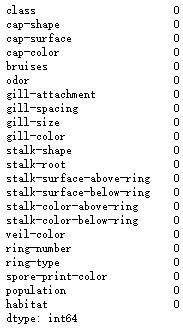 class 0
cap-shape 0
cap-surface 0
cap-color 0
bruises 0
odor 0
gill-attachment 0
gill-spacing 0
gill-size 0
gill-color 0
stalk-shape 0
stalk-root 0
stalk-surface-above-ring 0
stalk-surface-below-ring 0
stalk-color-above-ring 0
stalk-color-below-ring 0
veil-color 0
ring-number 0
ring-type 0
spore-print-color 0
population 0
habitat 0
dtype: int64